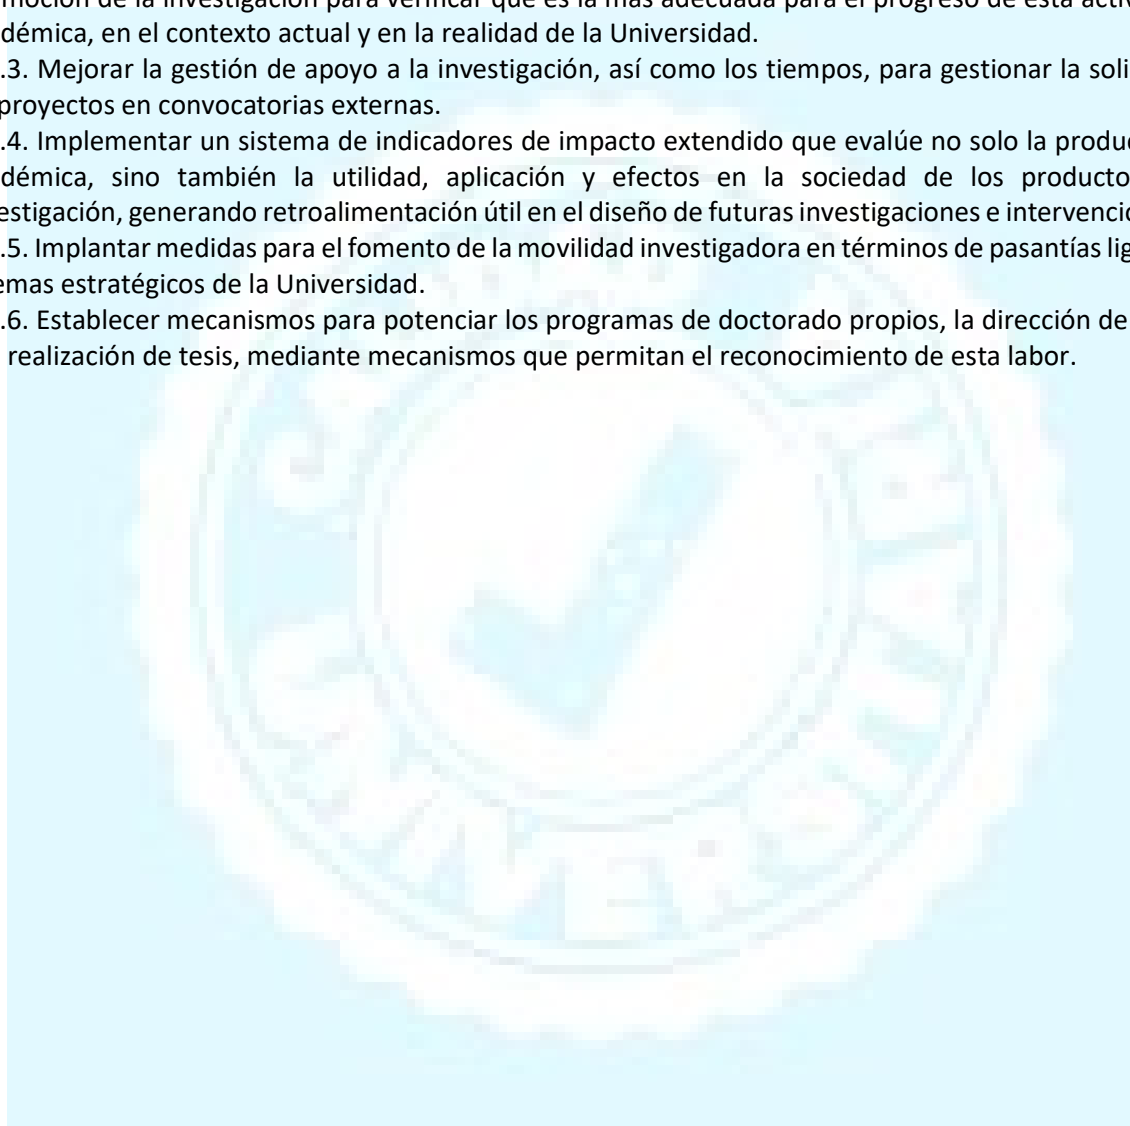 moción de la investigación para verificar que es la más adecuada para el progreso de esta activ
démica, en el contexto actual y en la realidad de la Universidad.
.3. Mejorar la gestión de apoyo a la investigación, así como los tiempos, para gestionar la soli
proyectos en convocatorias externas.
.4. Implementar un sistema de indicadores de impacto extendido que evalúe no solo la produc
démica, sino también la utilidad, aplicación y efectos en la sociedad de los producto
estigación, generando retroalimentación útil en el diseño de futuras investigaciones e intervenci
.5. Implantar medidas para el fomento de la movilidad investigadora en términos de pasantías lig
emas estratégicos de la Universidad.
.6. Establecer mecanismos para potenciar los programas de doctorado propios, la dirección de
realización de tesis, mediante mecanismos que permitan el reconocimiento de esta labor.